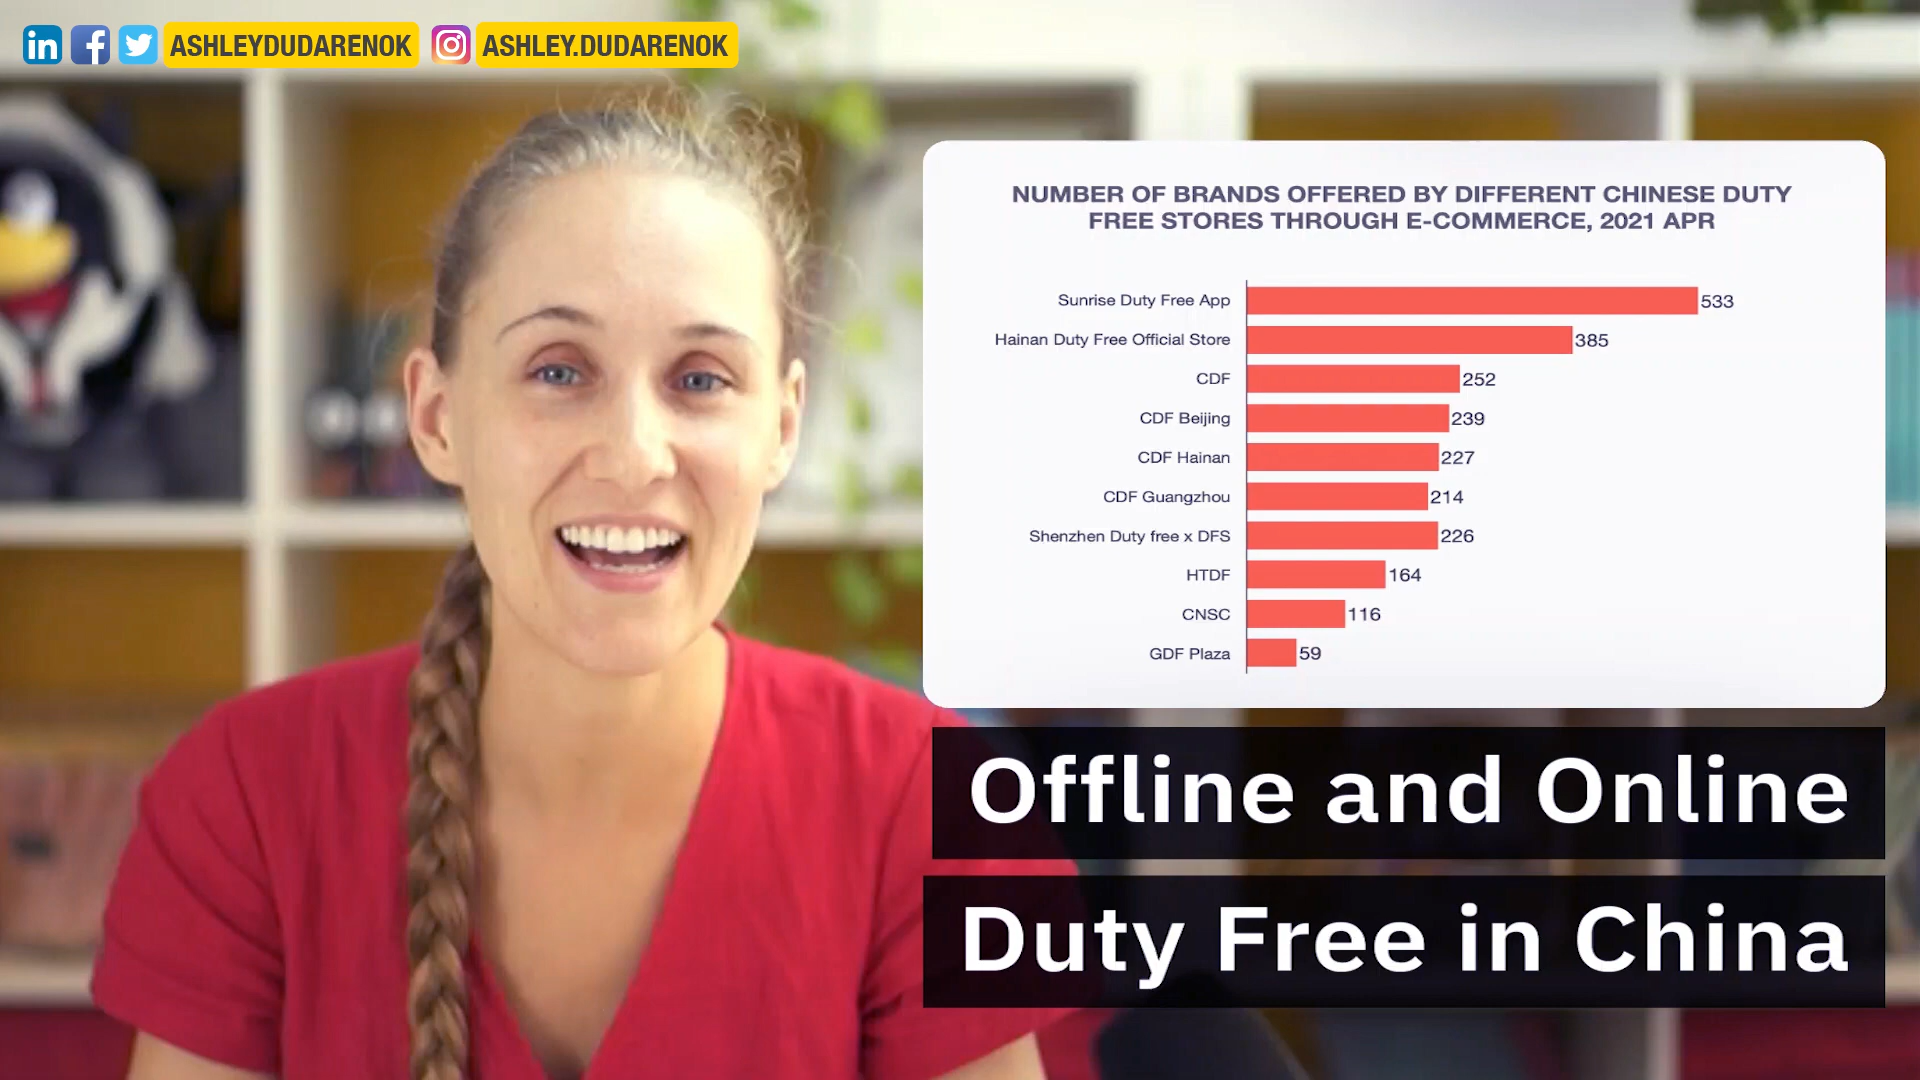 in
f
ASHLEYDUDARENOK
ASHLEY.DUDARENOK
NUMBER OF BRANDS OFFERED BY DIFFERENT CHINESE DUTY
FREE STORES THROUGH E-COMMERCE, 2021 APR
Sunrise Duty Free App 533
Hainan Duty Free Official Store 385
CDF 252
CDF Beijing 239
CDF Hainan 227
CDF Guangzhou 214
Shenzhen Duty free x DFS 226
HTDF 164
CNSC 116
GDF Plaza 59
Offline and Online
Duty Free in China